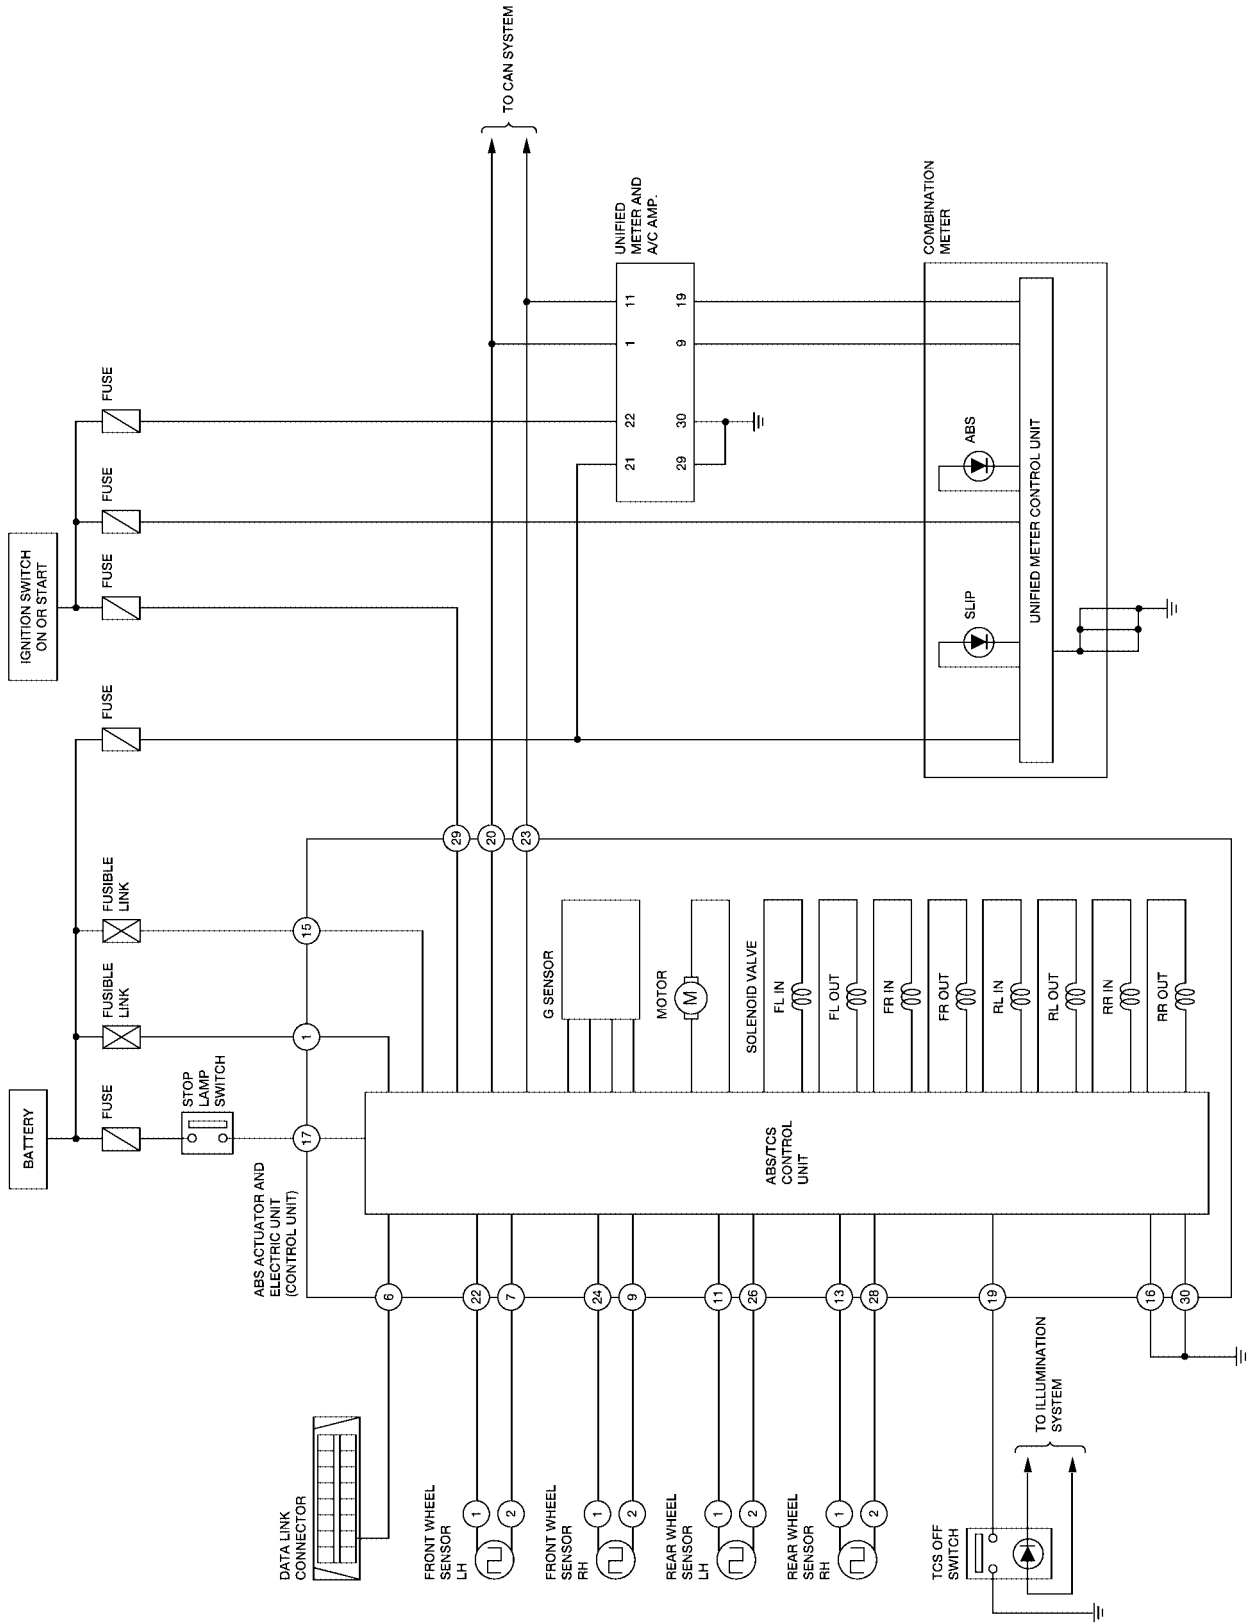 BATTERY
IGNITION SWITCH
ON OR START
FUSE
FUSIBLE
LINK
FUSIBLE
LINK
FUSE
FUSE
FUSE
FUSE
STOP
LAMP
SWITCH
TO CAN SYSTEM
ABS ACTUATOR AND
ELECTRIC UNIT
(CONTROL UNIT)
17
1
15
29
20
23
UNIFIED
METER AND
A/C AMP.
21
22
1
11
29
30
9
19
DATA LINK
CONNECTOR
6
FRONT WHEEL
SENSOR
LH
1
2
22
7
FRONT WHEEL
SENSOR
RH
1
2
24
9
REAR WHEEL
SENSOR
LH
1
2
11
26
REAR WHEEL
SENSOR
RH
1
2
13
28
19
16
30
ABS/TCS
CONTROL
UNIT
G SENSOR
MOTOR
M
SOLENOID VALVE
FL IN
FL OUT
FR IN
FR OUT
RL IN
RL OUT
RR IN
RR OUT
COMBINATION
METER
SLIP
ABS
UNIFIED METER CONTROL UNIT
TCS OFF
SWITCH
TO ILLUMINATION
SYSTEM